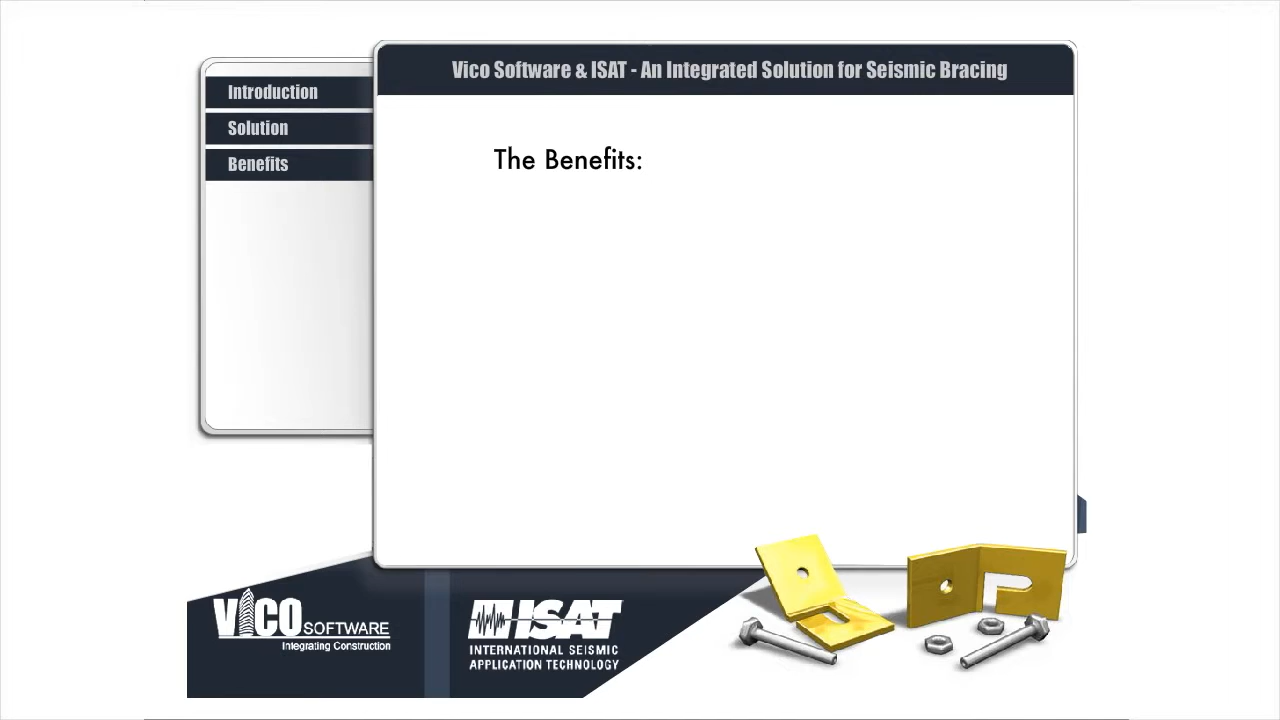 Vico Software & ISAT - An Integrated Solution for Seismic Bracing
Introduction
Solution
Benefits
The Benefits:
VICO SOFTWARE
Integrating Construction
ISAT
INTERNATIONAL SEISMIC
APPLICATION TECHNOLOGY